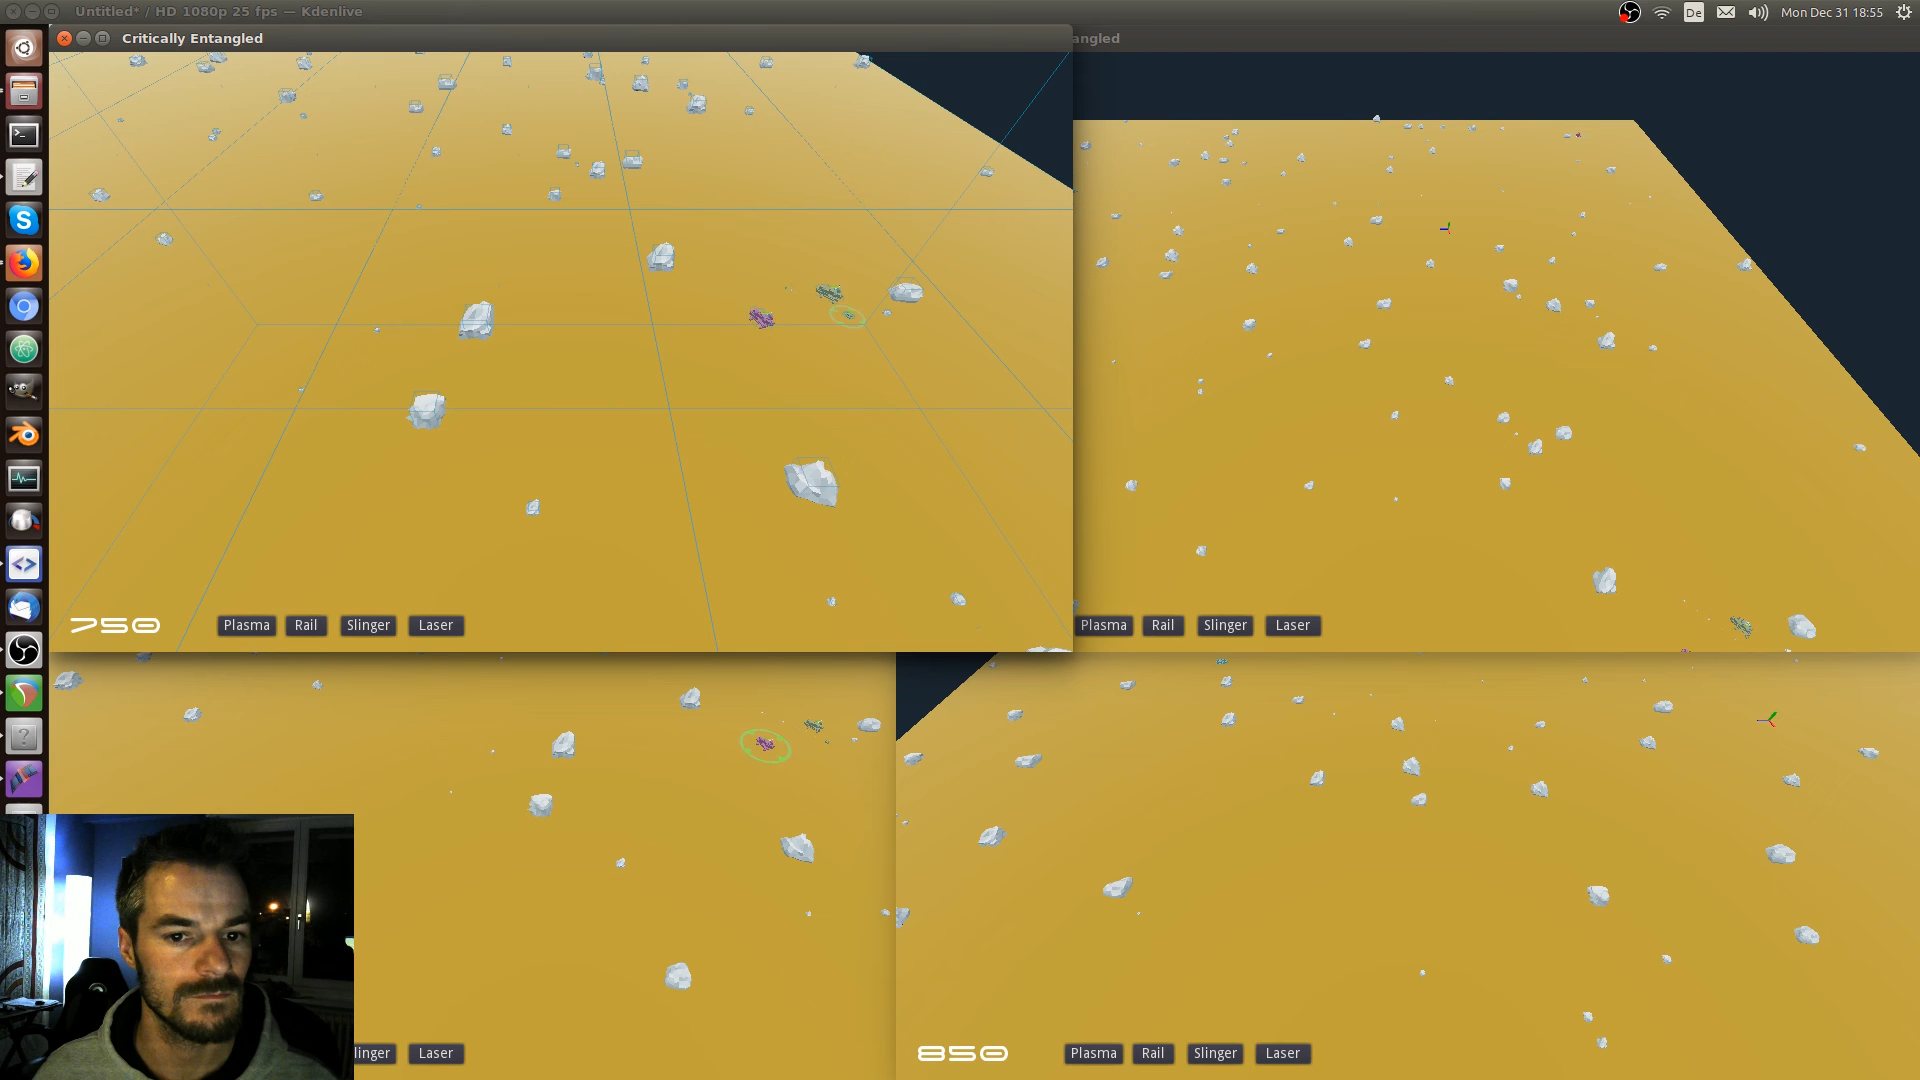 Untitled* / HD 1080p 25 fps — Kdenlive
De
Mon Dec 31 18:55
Critically Entangled
angled
750
Plasma
Rail
Slinger
Laser
Plasma
Rail
Slinger
Laser
linger
Laser
850
Plasma
Rail
Slinger
Laser